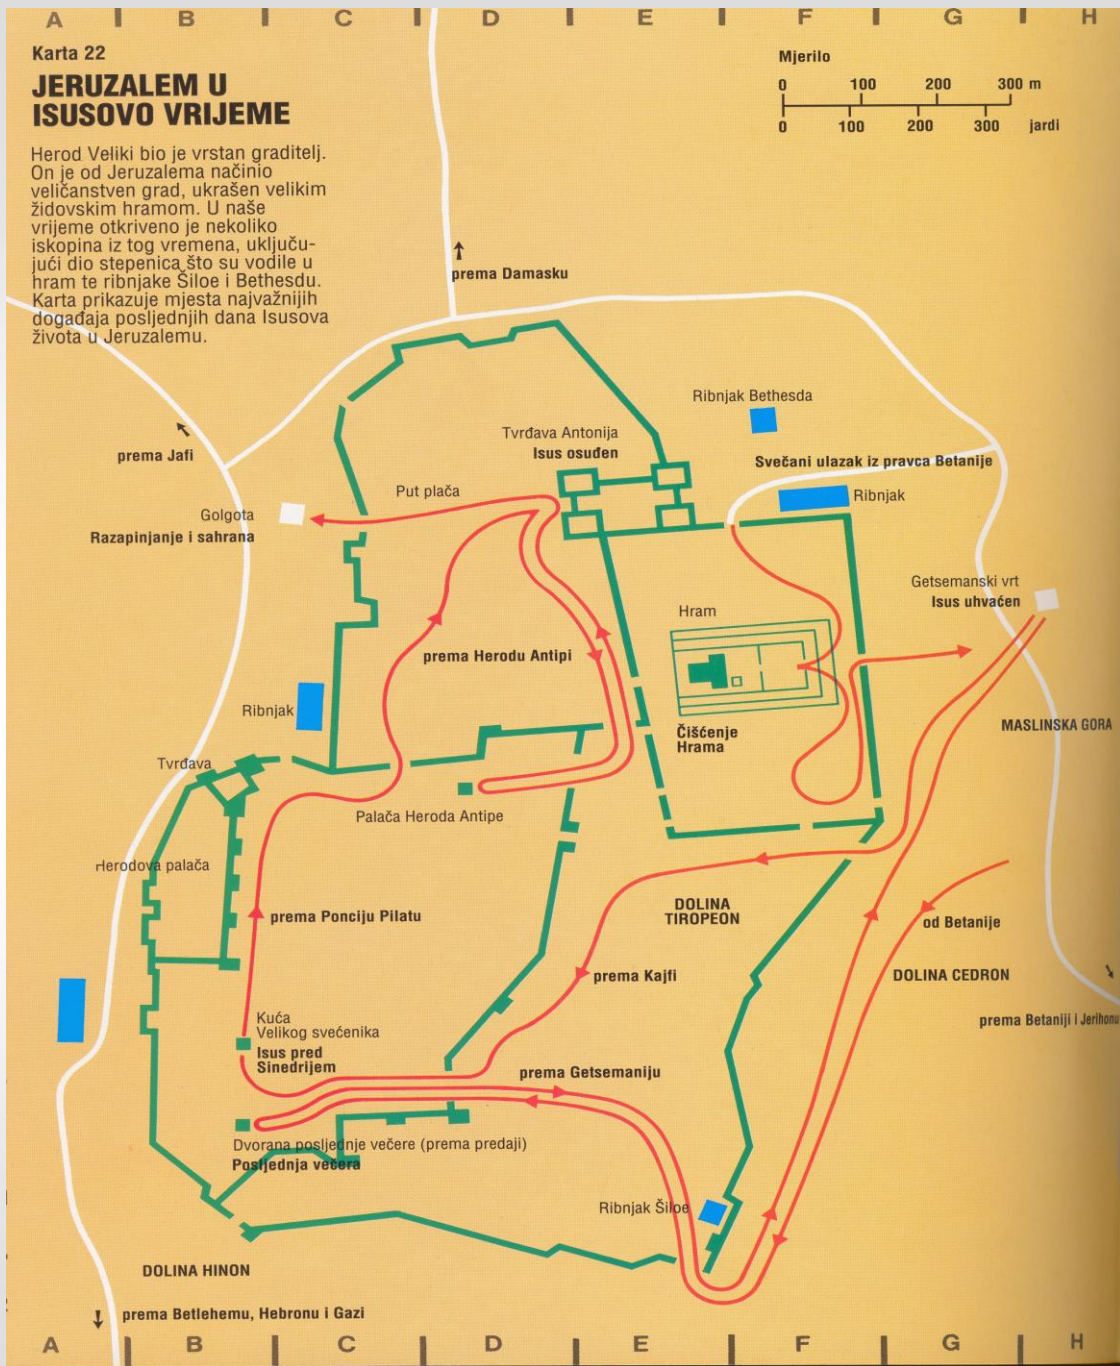 A B C D E F G H
Karta 22
JERUZALEM U
ISUSOVO VRIJEME
Herod Veliki bio je vrstan graditelj.
On je od Jeruzalema načinio
veličanstven grad, ukrašen velikim
židovskim hramom. U naše
vrijeme otkriveno je nekoliko
iskopina iz tog vremena, uključu-
jući dio stepenica što su vodile u
hram te ribnjake Šiloe i Bethesdu.
Karta prikazuje mjesta najvažnijih
događaja posljednjih dana Isusova
života u Jeruzalemu.
Mjerilo
0 100 200 300 m
0 100 200 300 jardi
prema Damasku
prema Jafi
Ribnjak Bethesda
Tvrđava Antonija
Isus osuđen
Svečani ulazak iz pravca Betanije
Put plača
Ribnjak
Golgota
Razapinjanje i sahrana
Getsemanski vrt
Isus uhvaćen
Hram
prema Herodu Antipi
Ribnjak
Čišćenje
Hrama
MASLINSKA GORA
Tvrđava
Palača Heroda Antipe
Herodova palača
prema Ponciju Pilatu
DOLINA
TIROPEON
od Betanije
prema Kajfi
DOLINA CEDRON
Kuća
Velikog svećenika
Isus pred
Sinedrijem
prema Betaniji i Jerihonu
prema Getsemaniju
Dvorana posljednje večere (prema predaji)
Posljednja večera
Ribnjak Šiloe
DOLINA HINON
prema Betlehemu, Hebronu i Gazi
A B C D E F G H